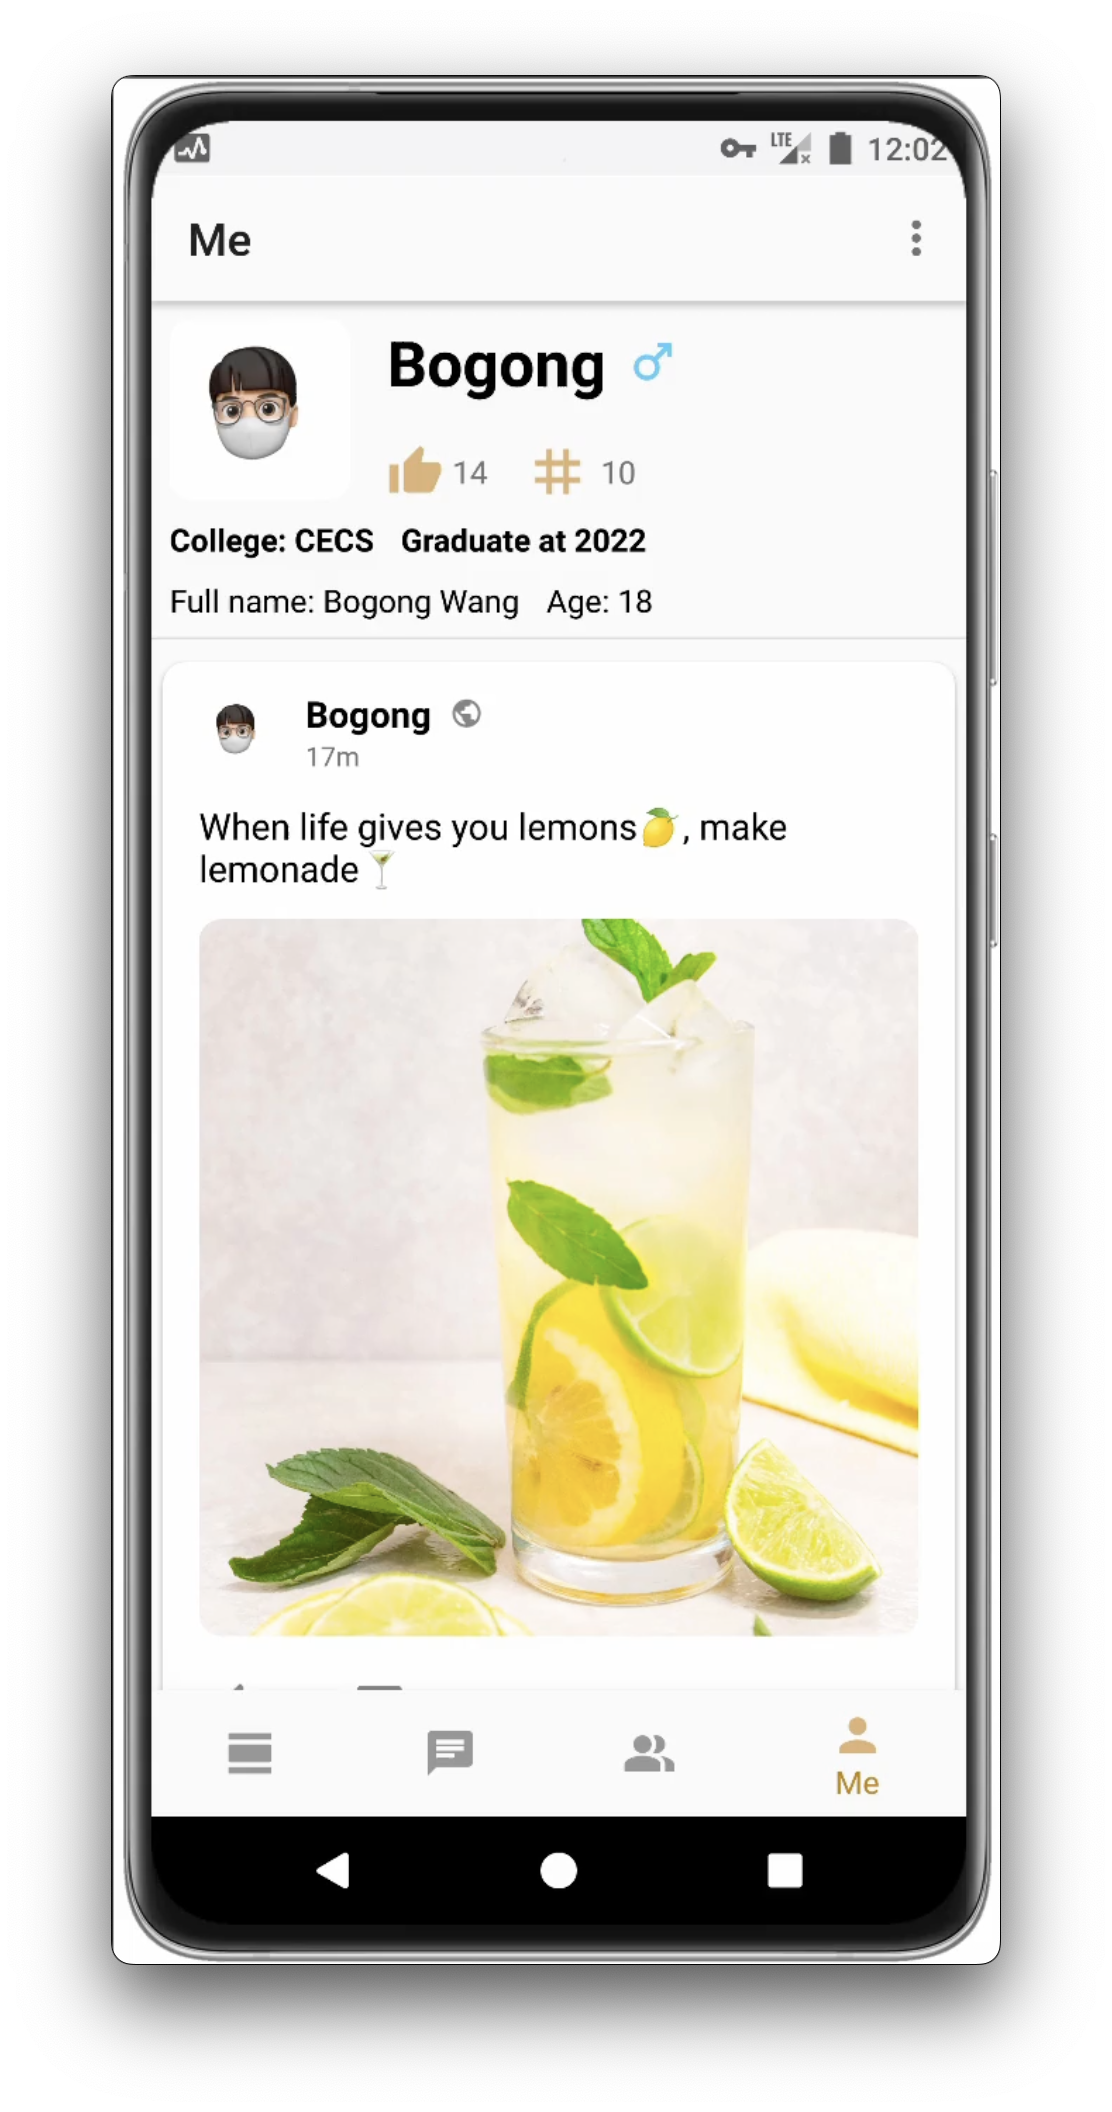 LTE 12:02
Me
Bogong
14 10
College: CECS Graduate at 2022
Full name: Bogong Wang Age: 18
Bogong
17m
When life gives you lemons🍋, make
lemonade🍸
Me